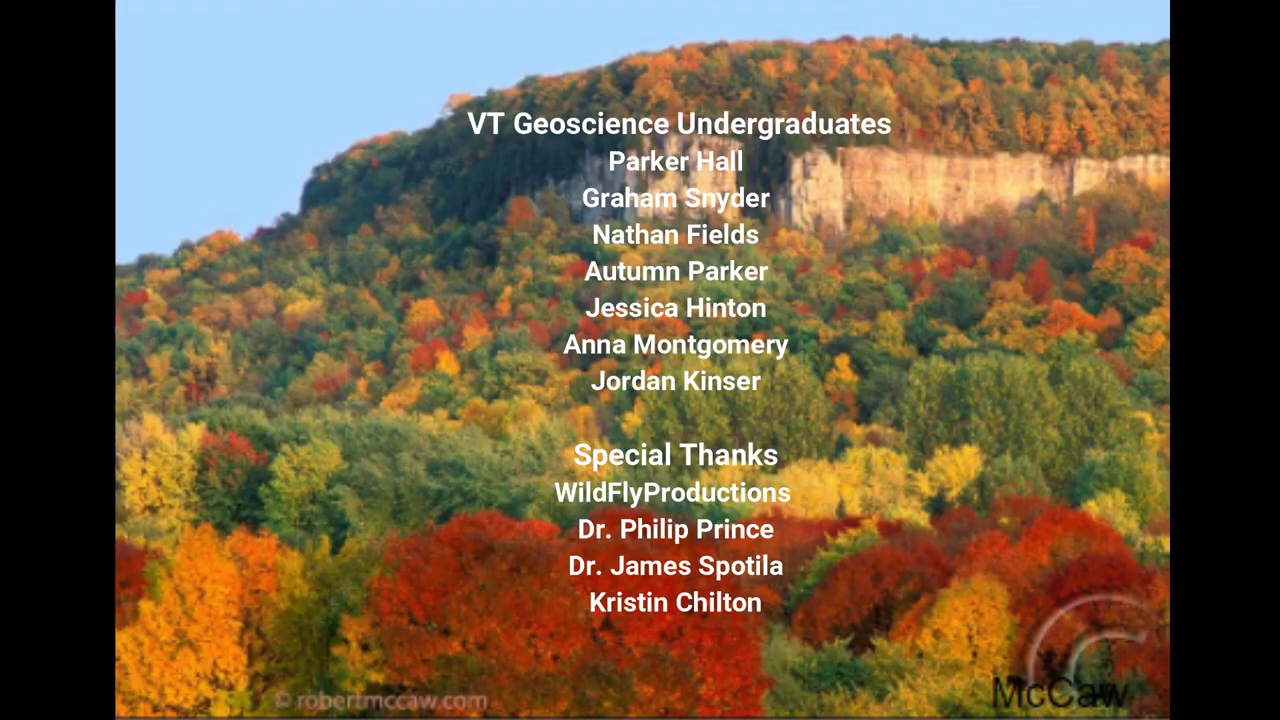 VT Geoscience Undergraduates
Parker Hall
Graham Snyder
Nathan Fields
Autumn Parker
Jessica Hinton
Anna Montgomery
Jordan Kinser
Special Thanks
WildFlyProductions
Dr. Philip Prince
Dr. James Spotila
Kristin Chilton
McCaw
© robertmccaw.com